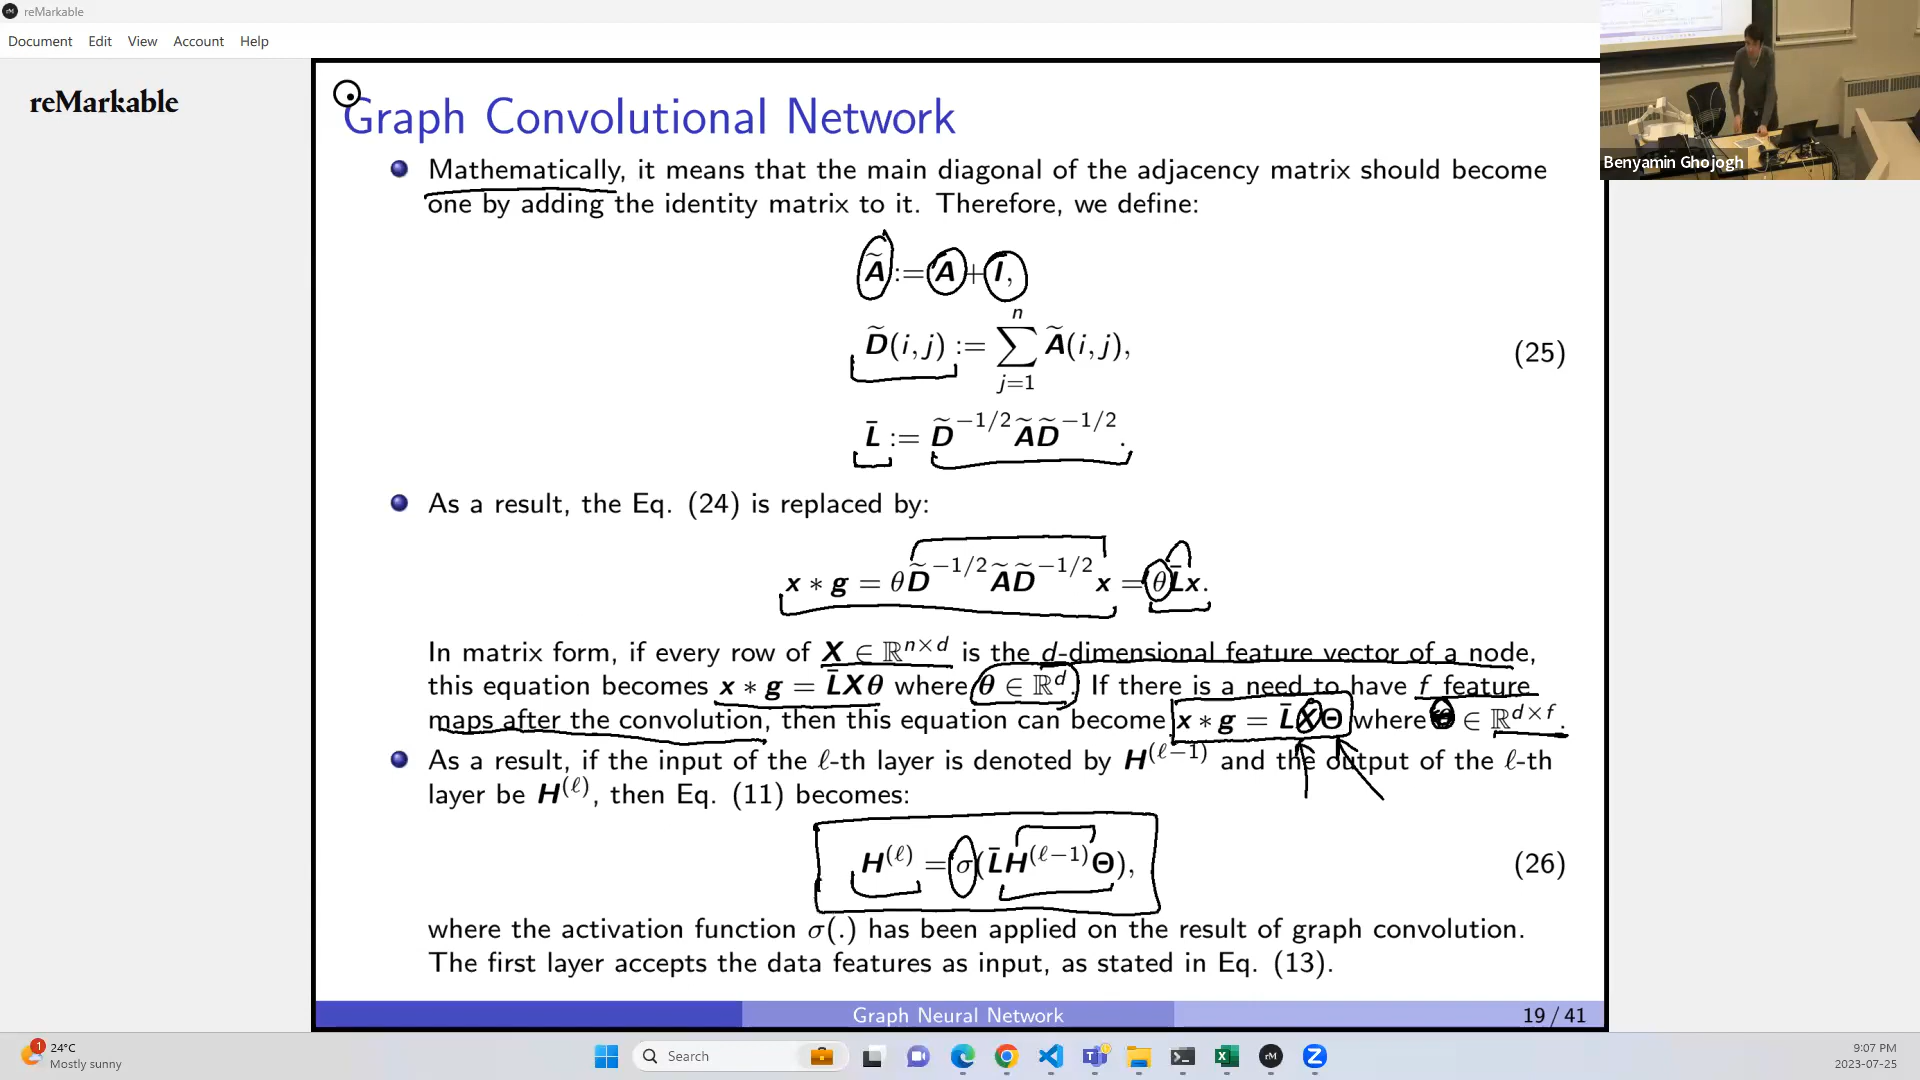 reMarkable
Document Edit View Account Help
reMarkable
Benyamin Ghojogh
Graph Convolutional Network
Mathematically, it means that the main diagonal of the adjacency matrix should become
one by adding the identity matrix to it. Therefore, we define:
Ã := A + I,
D̃(i, j) := ∑_{j=1}^{n} Ã(i, j), (25)
L̄ := D̃^{−1/2} Ã D̃^{−1/2}.
As a result, the Eq. (24) is replaced by:
x ∗ g = θ D̃^{−1/2} Ã D̃^{−1/2} x = θ L̄ x.
In matrix form, if every row of X ∈ ℝ^{n×d} is the d-dimensional feature vector of a node,
this equation becomes x ∗ g = L̄Xθ where θ ∈ ℝ^d. If there is a need to have f feature
maps after the convolution, then this equation can become x ∗ g = L̄XΘ where Θ ∈ ℝ^{d×f}.
As a result, if the input of the ℓ-th layer is denoted by H^{(ℓ−1)} and the output of the ℓ-th
layer be H^{(ℓ)}, then Eq. (11) becomes:
H^{(ℓ)} = σ(L̄H^{(ℓ−1)}Θ), (26)
where the activation function σ(.) has been applied on the result of graph convolution.
The first layer accepts the data features as input, as stated in Eq. (13).
Graph Neural Network 19 / 41
1
24°C
Mostly sunny
Search
9:07 PM
2023-07-25